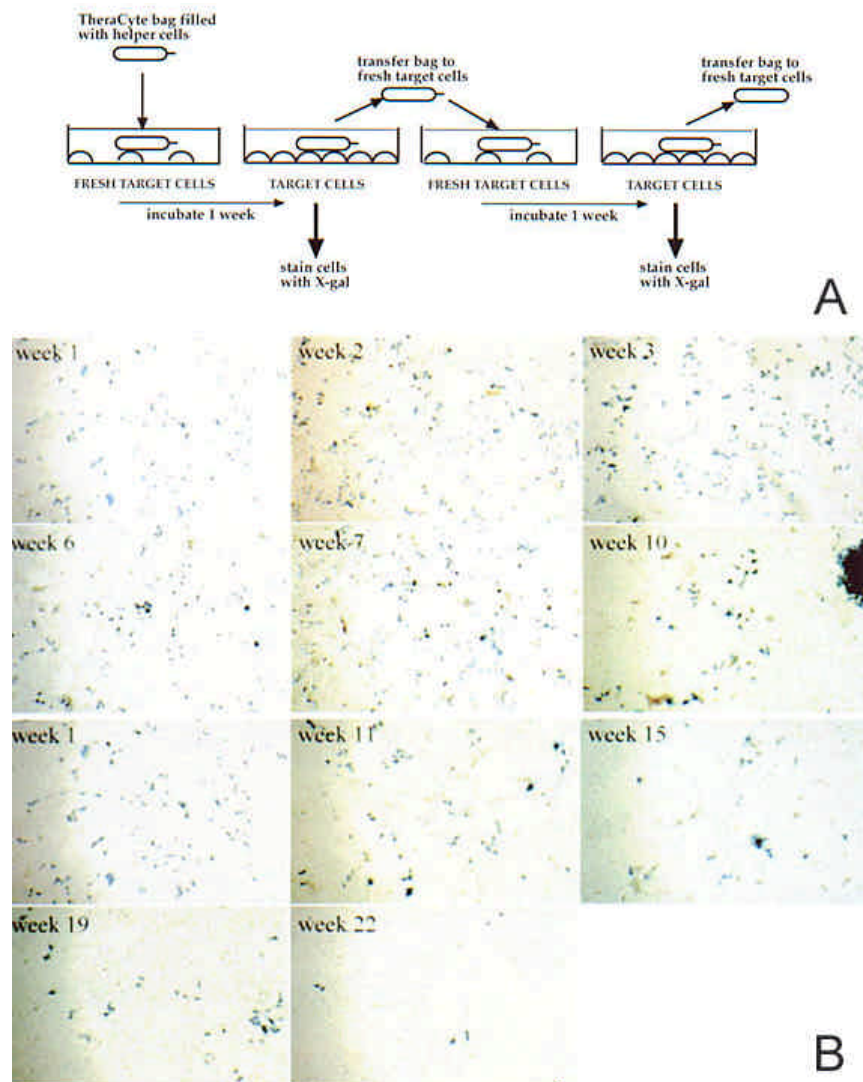 TheraCyte bag filled
with helper cells
transfer bag to
fresh target cells
transfer bag to
fresh target cells
FRESH TARGET CELLS
TARGET CELLS
FRESH TARGET CELLS
TARGET CELLS
incubate 1 week
incubate 1 week
stain cells
with X-gal
stain cells
with X-gal
A
week 1
week 2
week 3
week 6
week 7
week 10
week 1
week 11
week 15
week 19
week 22
B